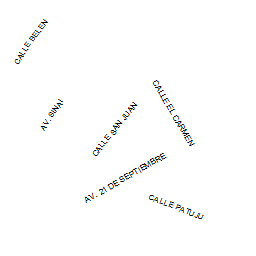 CALLE BELEN
AV. SINAI
CALLE SAN JUAN
CALLE EL CARMEN
AV. 21 DE SEPTIEMBRE
CALLE PATUJU